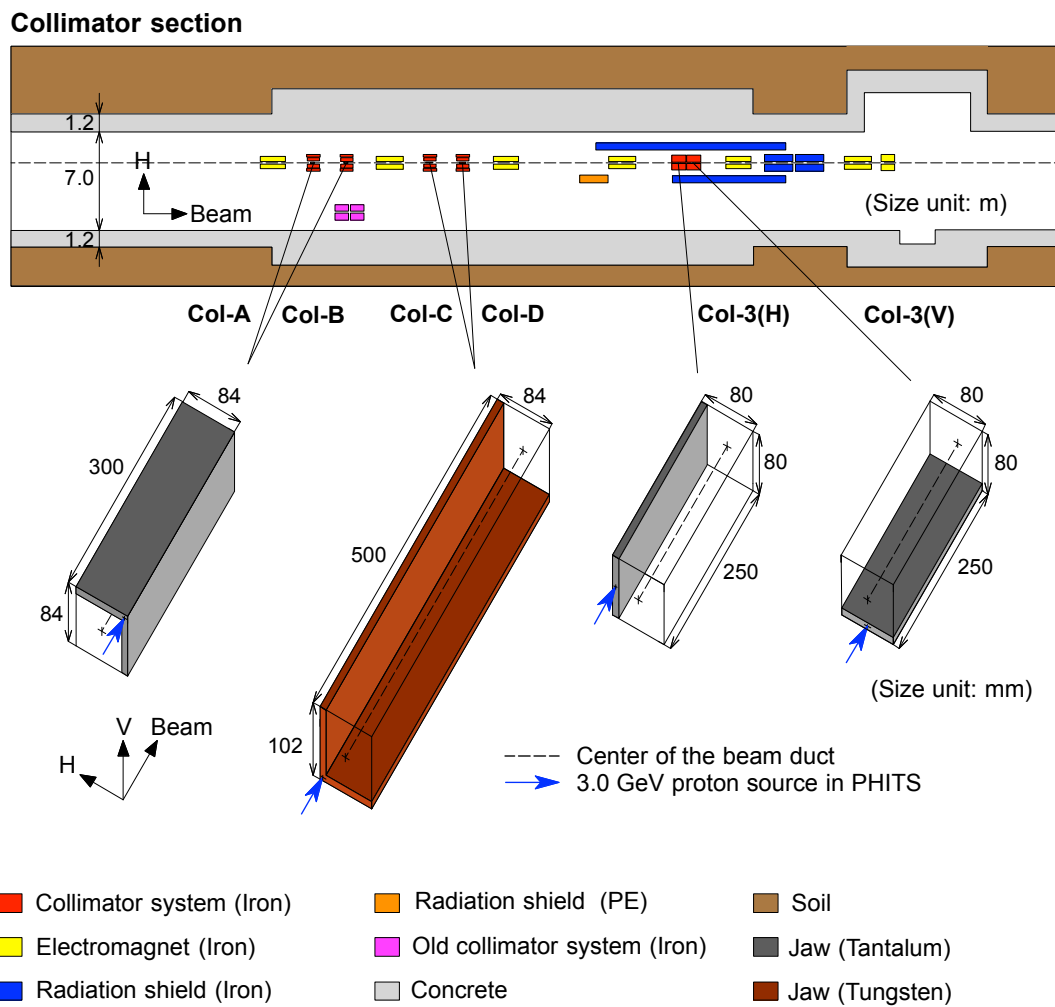 Collimator section
1.2
H
7.0
Beam
(Size unit: m)
1.2
Col-A Col-B Col-C Col-D Col-3(H) Col-3(V)
84 84 80 80
300 80 80
500 250 250
84
(Size unit: mm)
102
V Beam
H
Center of the beam duct
3.0 GeV proton source in PHITS
Collimator system (Iron) Radiation shield (PE) Soil
Electromagnet (Iron) Old collimator system (Iron) Jaw (Tantalum)
Radiation shield (Iron) Concrete Jaw (Tungsten)